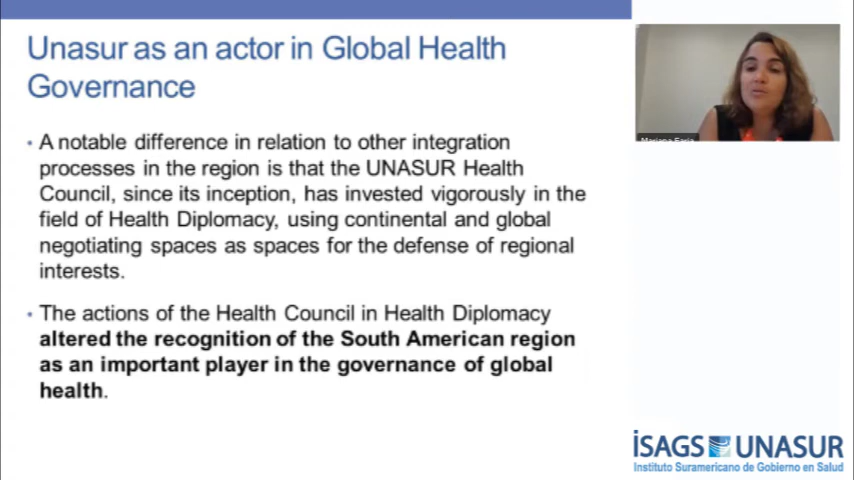 Unasur as an actor in Global Health
Governance
• A notable difference in relation to other integration
processes in the region is that the UNASUR Health
Council, since its inception, has invested vigorously in the
field of Health Diplomacy, using continental and global
negotiating spaces as spaces for the defense of regional
interests.
• The actions of the Health Council in Health Diplomacy
altered the recognition of the South American region
as an important player in the governance of global
health.
Mariana Faria
ISAGS UNASUR
Instituto Suramericano de Gobierno en Salud